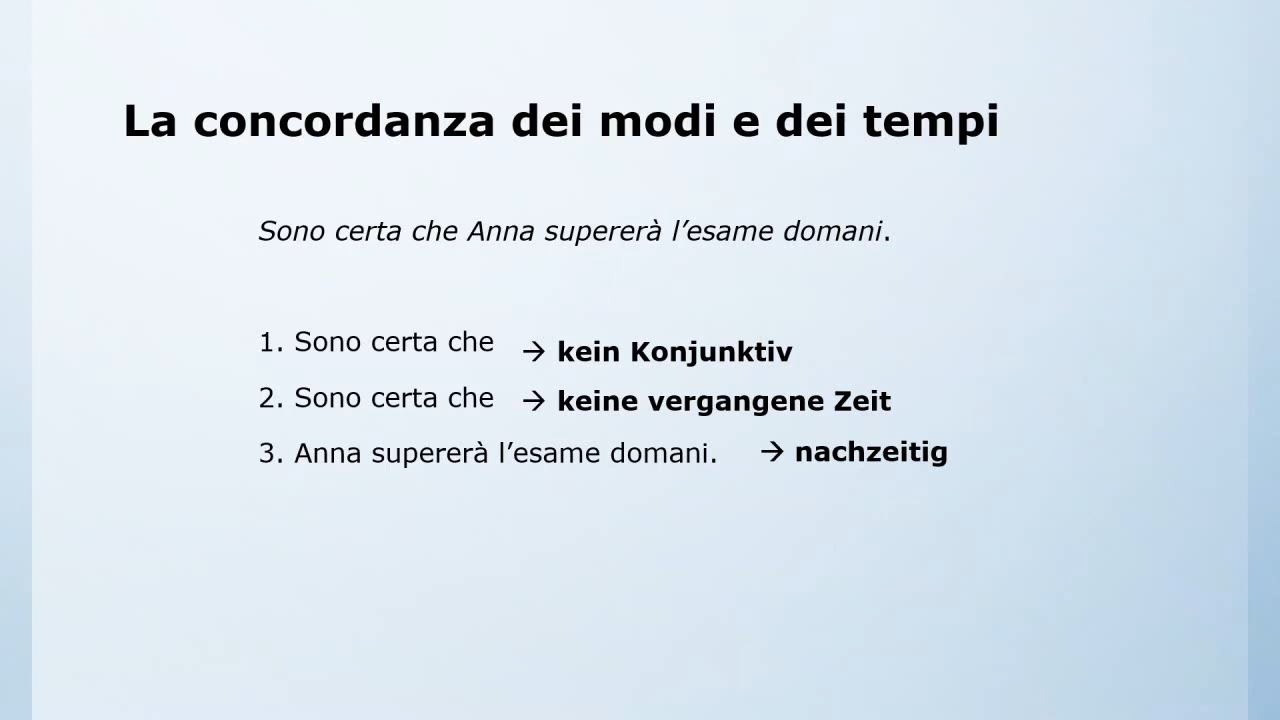 La concordanza dei modi e dei tempi
Sono certa che Anna supererà l’esame domani.
1. Sono certa che → kein Konjunktiv
2. Sono certa che → keine vergangene Zeit
3. Anna supererà l’esame domani. → nachzeitig